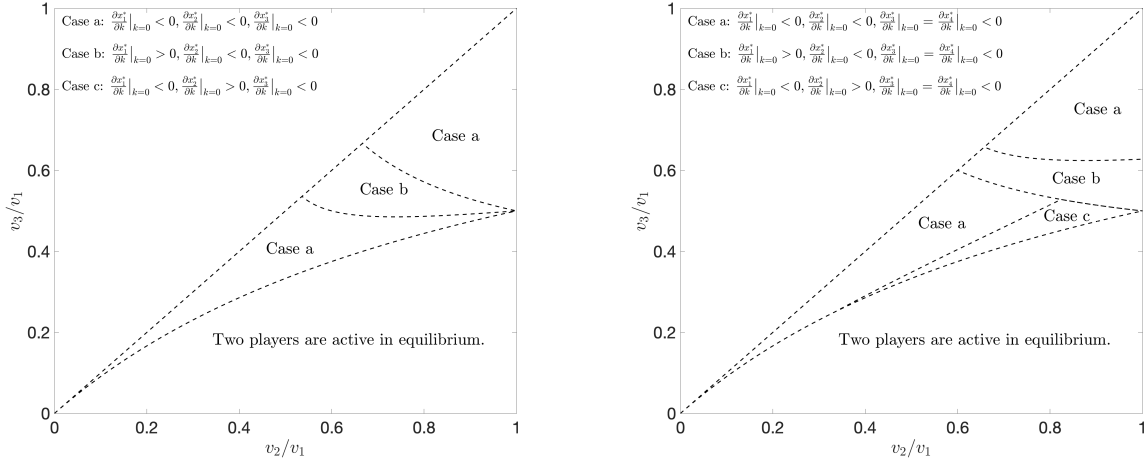 Case a: ∂x₁*/∂k|ₖ₌₀ < 0, ∂x₂*/∂k|ₖ₌₀ < 0, ∂x₃*/∂k|ₖ₌₀ < 0
Case b: ∂x₁*/∂k|ₖ₌₀ > 0, ∂x₂*/∂k|ₖ₌₀ < 0, ∂x₃*/∂k|ₖ₌₀ < 0
Case c: ∂x₁*/∂k|ₖ₌₀ < 0, ∂x₂*/∂k|ₖ₌₀ > 0, ∂x₃*/∂k|ₖ₌₀ < 0
1
0.8
0.6
0.4
0.2
0
v₃/v₁
Case a
Case b
Case a
Two players are active in equilibrium.
0 0.2 0.4 0.6 0.8 1
v₂/v₁
Case a: ∂x₁*/∂k|ₖ₌₀ < 0, ∂x₂*/∂k|ₖ₌₀ < 0, ∂x₃*/∂k|ₖ₌₀ = ∂x₄*/∂k|ₖ₌₀ < 0
Case b: ∂x₁*/∂k|ₖ₌₀ > 0, ∂x₂*/∂k|ₖ₌₀ < 0, ∂x₃*/∂k|ₖ₌₀ = ∂x₄*/∂k|ₖ₌₀ < 0
Case c: ∂x₁*/∂k|ₖ₌₀ < 0, ∂x₂*/∂k|ₖ₌₀ > 0, ∂x₃*/∂k|ₖ₌₀ = ∂x₄*/∂k|ₖ₌₀ < 0
1
0.8
0.6
0.4
0.2
0
v₃/v₁
Case a
Case b
Case a
Case c
Two players are active in equilibrium.
0 0.2 0.4 0.6 0.8 1
v₂/v₁